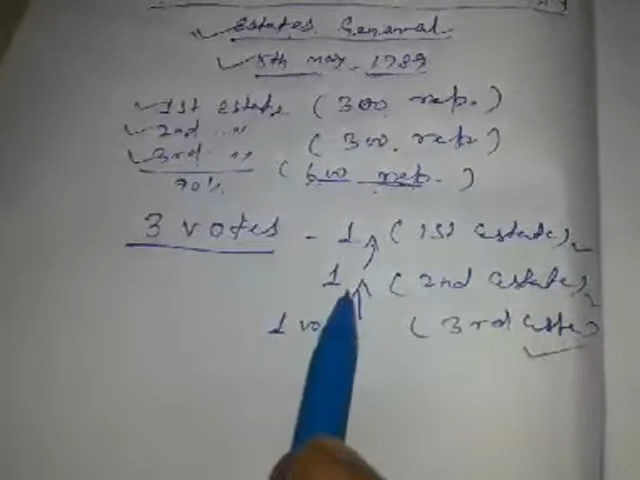 Estates General
5th may - 1789
1st Estate (300 rep.)
2nd " (300. rep)
3rd " (600 rep.)
90%
3 votes - 1 (1st Estate)
1 (2nd Estate)
1 vo (3rd Este)